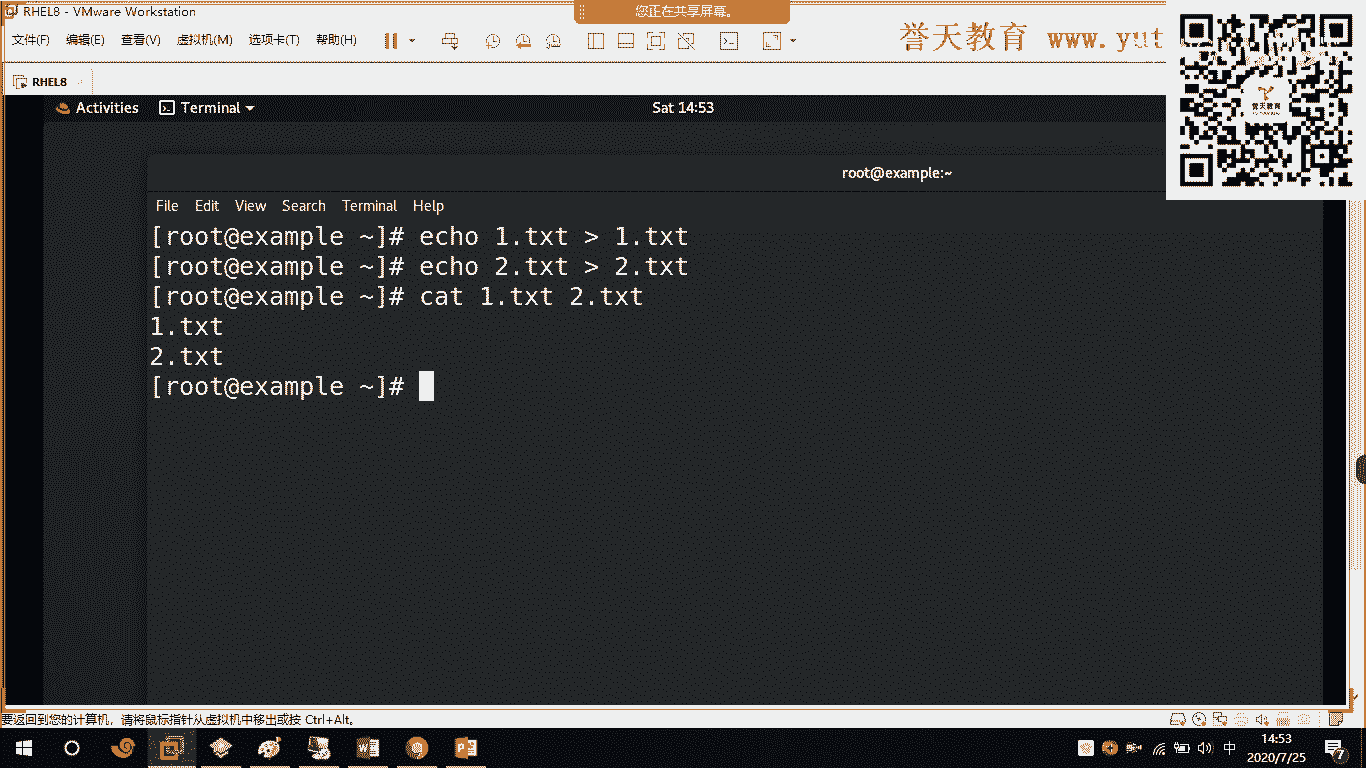 RHEL8 - VMware Workstation
您正在共享屏幕。
文件(F) 编辑(E) 查看(V) 虚拟机(M) 选项卡(T) 帮助(H)
誉天教育 www.yut
誉天教育
RHEL8
Activities Terminal Sat 14:53
root@example:~
File Edit View Search Terminal Help
[root@example ~]# echo 1.txt > 1.txt
[root@example ~]# echo 2.txt > 2.txt
[root@example ~]# cat 1.txt 2.txt
1.txt
2.txt
[root@example ~]#
要返回到您的计算机，请将鼠标指针从虚拟机中移出或按 Ctrl+Alt。
中
14:53
2020/7/25
7